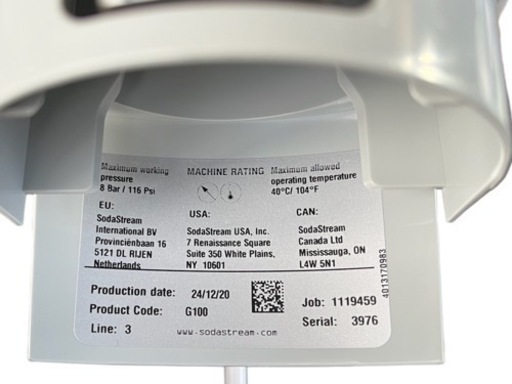 Maximum working
pressure
8 Bar / 116 Psi
MACHINE RATING
Maximum allowed
operating temperature
40°C/ 104°F
EU:
SodaStream
International BV
Provinciënbaan 16
5121 DL RIJEN
Netherlands
USA:
SodaStream USA, Inc.
7 Renaissance Square
Suite 350 White Plains,
NY 10601
CAN:
SodaStream
Canada Ltd
Mississauga, ON
L4W 5N1
4013170983
Production date: 24/12/20
Product Code: G100
Line: 3
Job: 1119459
Serial: 3976
www.sodastream.com